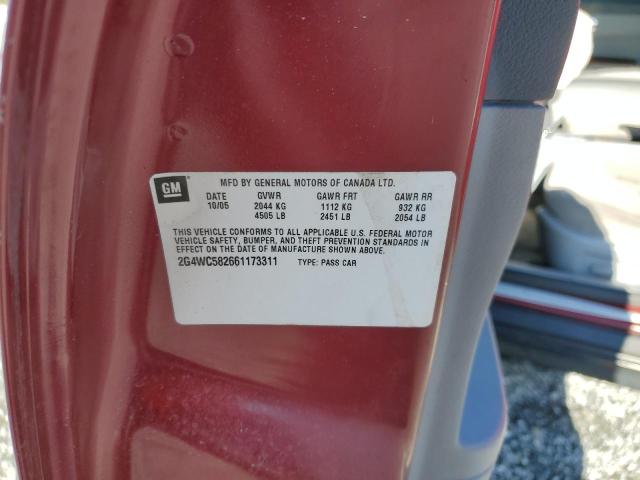 GM
MFD BY GENERAL MOTORS OF CANADA LTD.
DATE GVWR GAWR FRT GAWR RR
10/05 2044 KG 1112 KG 932 KG
4505 LB 2451 LB 2054 LB
THIS VEHICLE CONFORMS TO ALL APPLICABLE U.S. FEDERAL MOTOR
VEHICLE SAFETY, BUMPER, AND THEFT PREVENTION STANDARDS IN
EFFECT ON THE DATE OF MANUFACTURE SHOWN ABOVE.
2G4WC582661173311 TYPE: PASS CAR